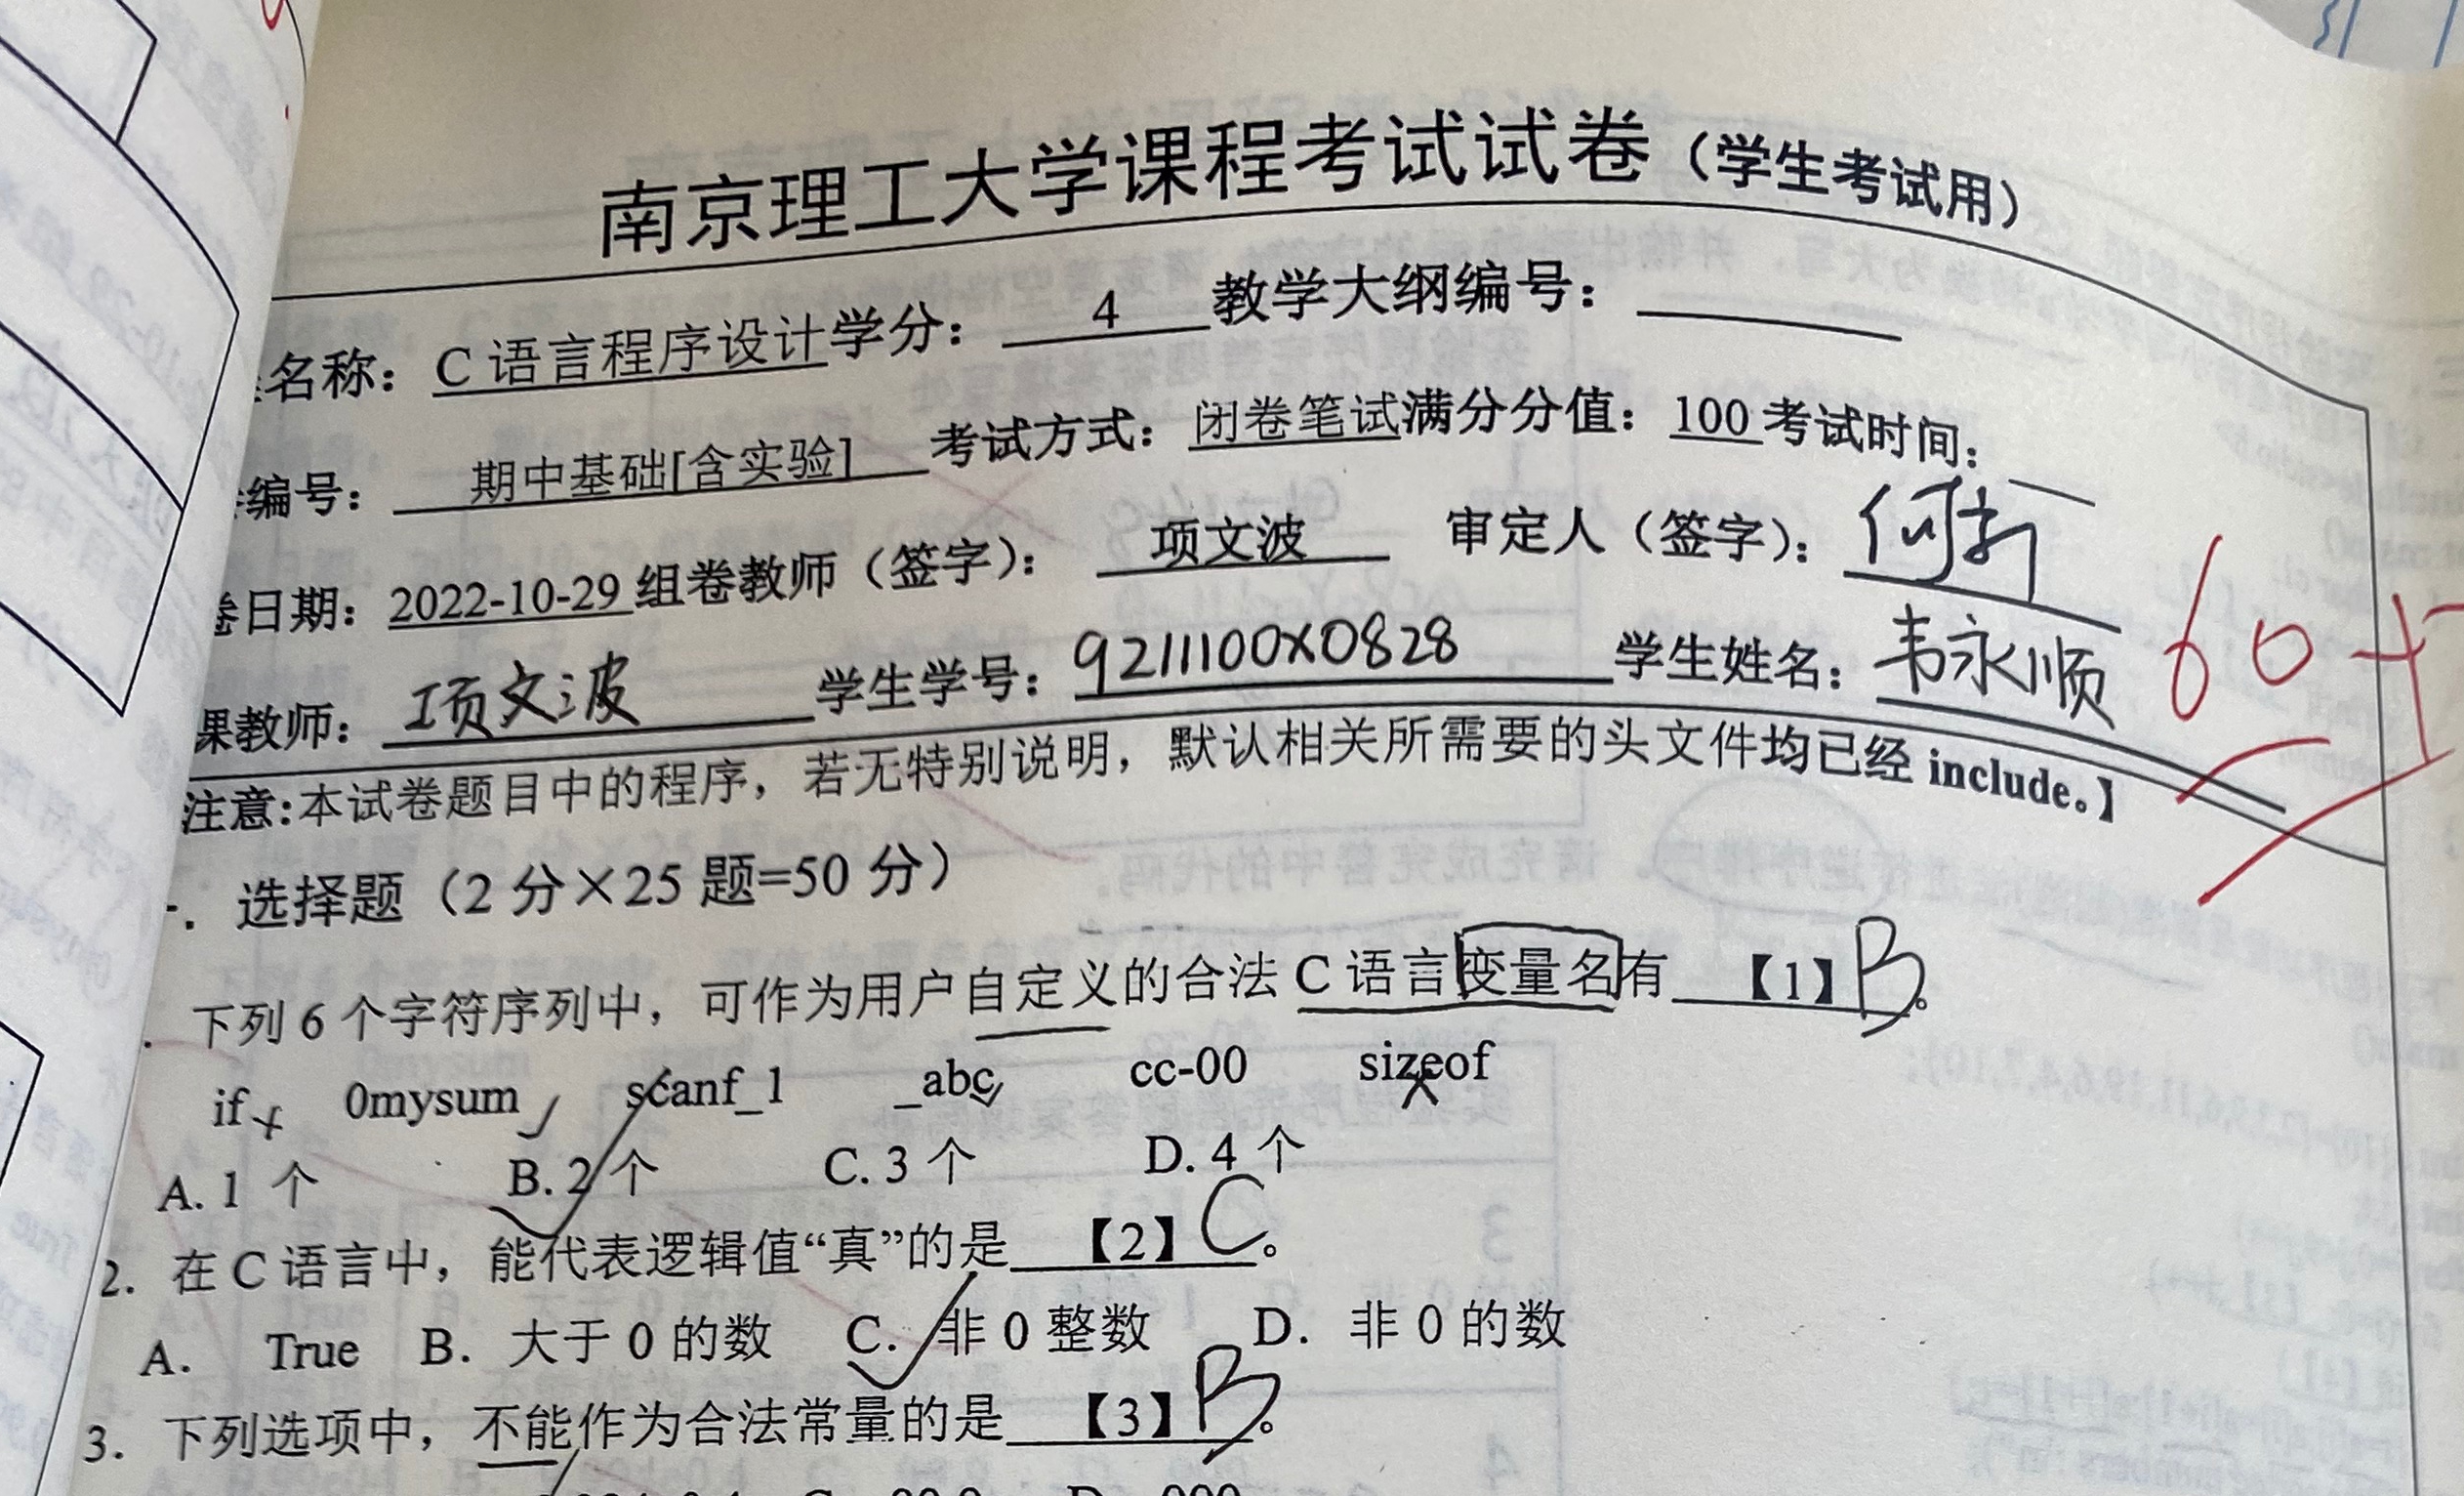 南京理工大学课程考试试卷（学生考试用）
名称：C 语言程序设计学分：4 教学大纲编号：
编号：期中基础[含实验] 考试方式：闭卷笔试满分分值：100 考试时间：
卷日期：2022-10-29 组卷教师（签字）：项文波 审定人（签字）：何新
课教师：项文波 学生学号：9211100X0828 学生姓名：韦永顺
60
注意:本试卷题目中的程序，若无特别说明，默认相关所需要的头文件均已经 include。】
. 选择题（2 分×25 题=50 分）
. 下列 6 个字符序列中，可作为用户自定义的合法 C 语言变量名有 【1】B。
if 0mysum scanf_1 _abc cc-00 sizeof
A. 1 个 B. 2 个 C. 3 个 D. 4 个
2. 在 C 语言中，能代表逻辑值“真”的是 【2】C。
A. True B. 大于 0 的数 C. 非 0 整数 D. 非 0 的数
3. 下列选项中，不能作为合法常量的是 【3】B。